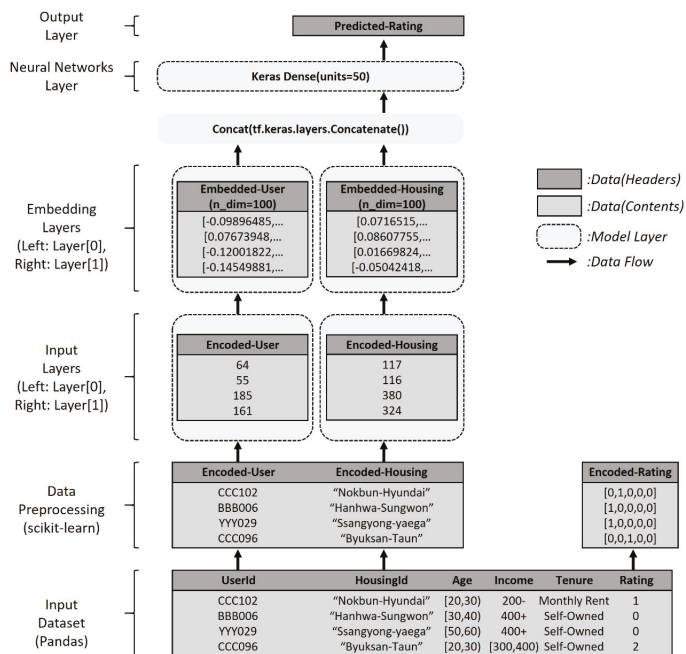 Output
Layer
Predicted-Rating
Neural Networks
Layer
Keras Dense(units=50)
Concat(tf.keras.layers.Concatenate())
Embedding
Layers
(Left: Layer[0],
Right: Layer[1])
Embedded-User
(n_dim=100)
[-0.09896485,...
[0.07673948,...
[-0.12001822,...
[-0.14549881,...
Embedded-Housing
(n_dim=100)
[0.0716515,...
[0.08607755,...
[0.01669824,...
[-0.05042418,...
:Data(Headers)
:Data(Contents)
:Model Layer
:Data Flow
Input
Layers
(Left: Layer[0],
Right: Layer[1])
Encoded-User
64
55
185
161
Encoded-Housing
117
116
380
324
Data
Preprocessing
(scikit-learn)
Encoded-User Encoded-Housing
CCC102 “Nokbun-Hyundai”
BBB006 “Hanhwa-Sungwon”
YYY029 “Ssangyong-yaega”
CCC096 “Byuksan-Taun”
Encoded-Rating
[0,1,0,0,0]
[1,0,0,0,0]
[1,0,0,0,0]
[0,0,1,0,0]
Input
Dataset
(Pandas)
UserId HousingId Age Income Tenure Rating
CCC102 “Nokbun-Hyundai” [20,30) 200- Monthly Rent 1
BBB006 “Hanhwa-Sungwon” [30,40) 400+ Self-Owned 0
YYY029 “Ssangyong-yaega” [50,60) 400+ Self-Owned 0
CCC096 “Byuksan-Taun” [20,30) [300,400) Self-Owned 2